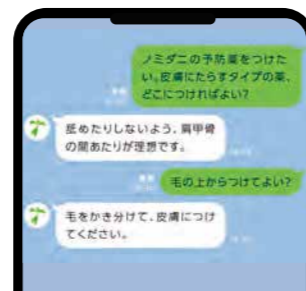 ノミダニの予防薬をつけた
い。皮膚にたらすタイプの薬、
どこにつければよい?
舐めたりしないよう、肩甲骨
の間あたりが理想です。
毛の上からつけてよい?
毛をかき分けて、皮膚につけ
てください。